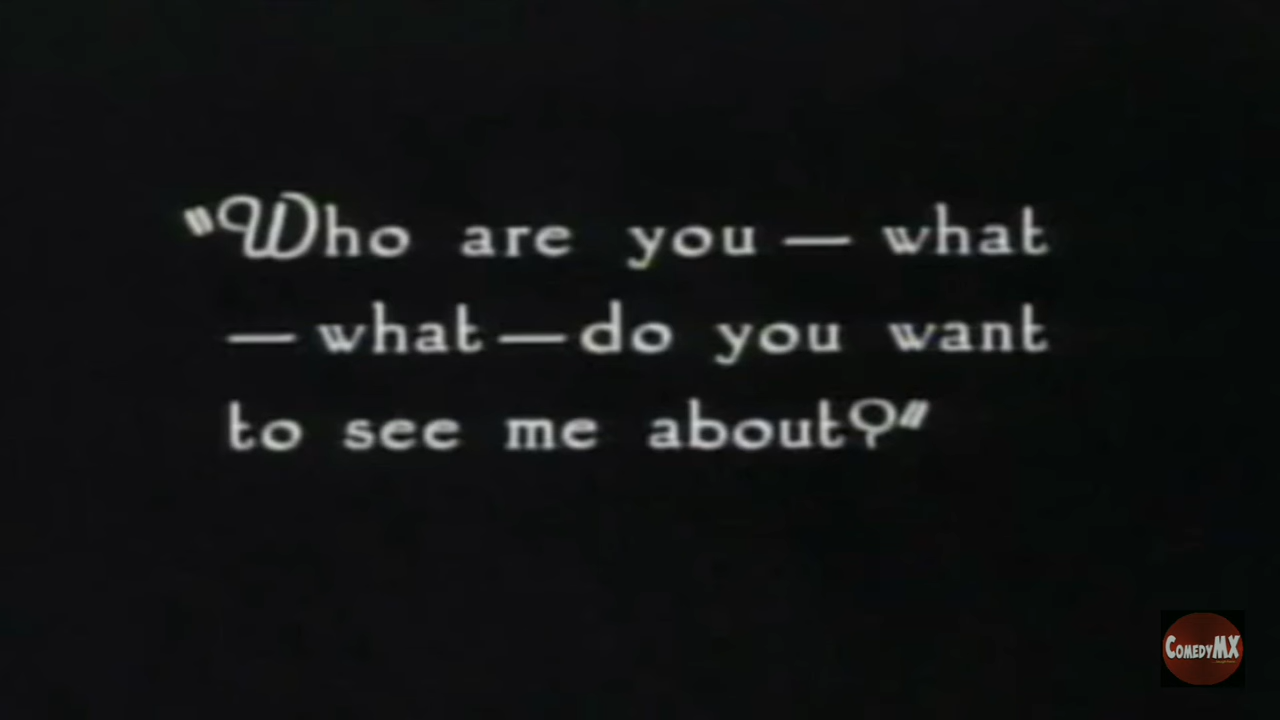 "Who are you — what
— what — do you want
to see me about?"
COMEDYMX